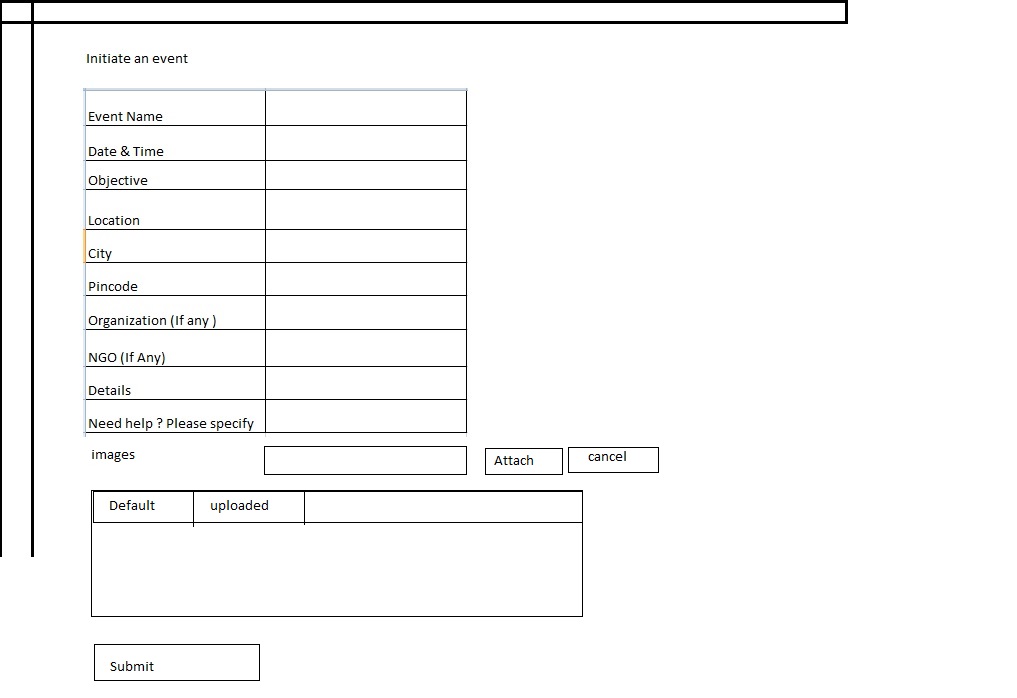 Initiate an event
Event Name
Date & Time
Objective
Location
City
Pincode
Organization (If any )
NGO (If Any)
Details
Need help ? Please specify
images
Attach
cancel
Default
uploaded
Submit